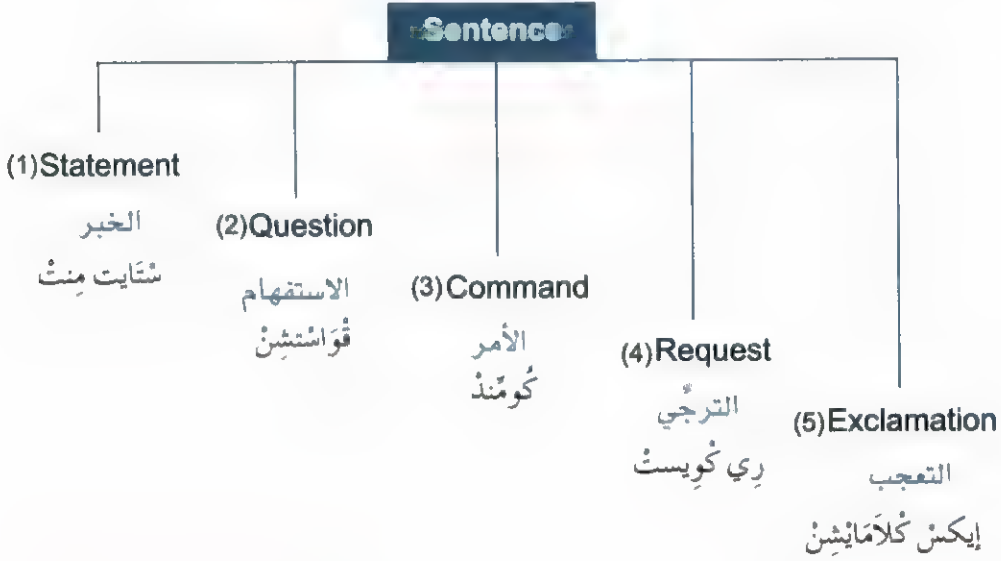 Sentence
(1)Statement
الخبر
سْتَايت مِنتْ
(2)Question
الاستفهام
قْوَاسْتشِنْ
(3)Command
الأمر
كُومَّندْ
(4)Request
الترجِّي
رِي كْوِيستْ
(5)Exclamation
التعجب
إيكسْ كْلاَمَايْشِنْ